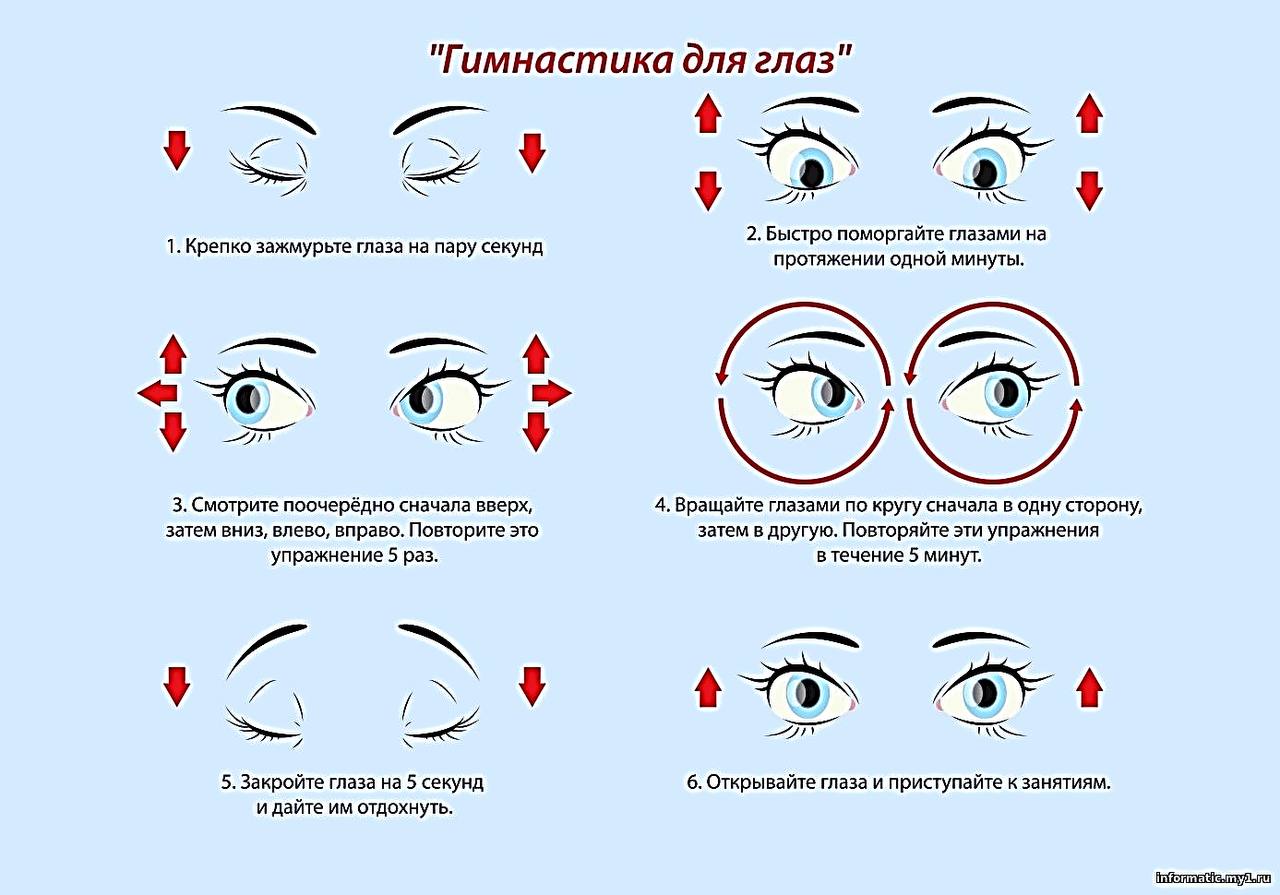 "Гимнастика для глаз"
1. Крепко зажмурьте глаза на пару секунд
2. Быстро поморгайте глазами на
протяжении одной минуты.
3. Смотрите поочерёдно сначала вверх,
затем вниз, влево, вправо. Повторите это
упражнение 5 раз.
4. Вращайте глазами по кругу сначала в одну сторону,
затем в другую. Повторяйте эти упражнения
в течение 5 минут.
5. Закройте глаза на 5 секунд
и дайте им отдохнуть.
6. Открывайте глаза и приступайте к занятиям.
informatic.my1.ru